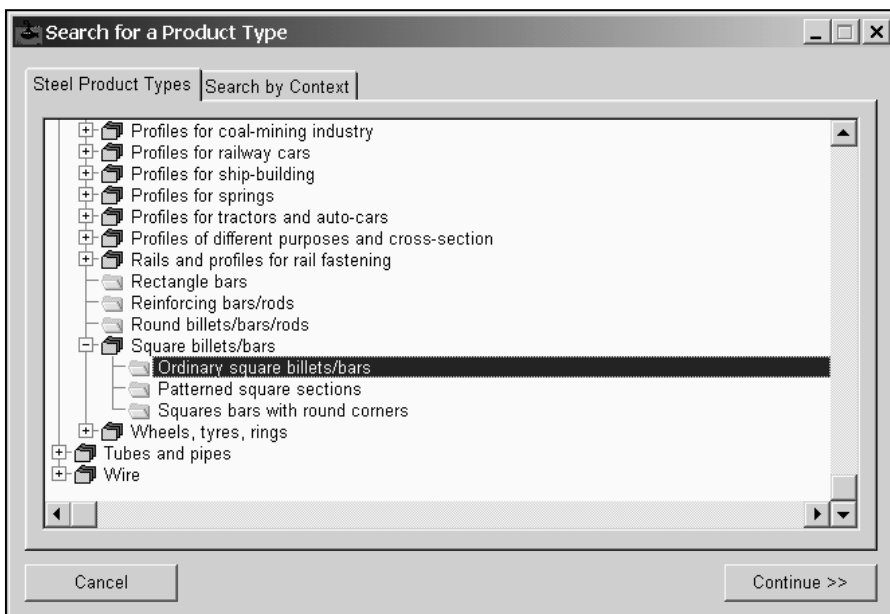 Search for a Product Type
Steel Product Types Search by Context
Profiles for coal-mining industry
Profiles for railway cars
Profiles for ship-building
Profiles for springs
Profiles for tractors and auto-cars
Profiles of different purposes and cross-section
Rails and profiles for rail fastening
Rectangle bars
Reinforcing bars/rods
Round billets/bars/rods
Square billets/bars
Ordinary square billets/bars
Patterned square sections
Squares bars with round corners
Wheels, tyres, rings
Tubes and pipes
Wire
Cancel Continue >>